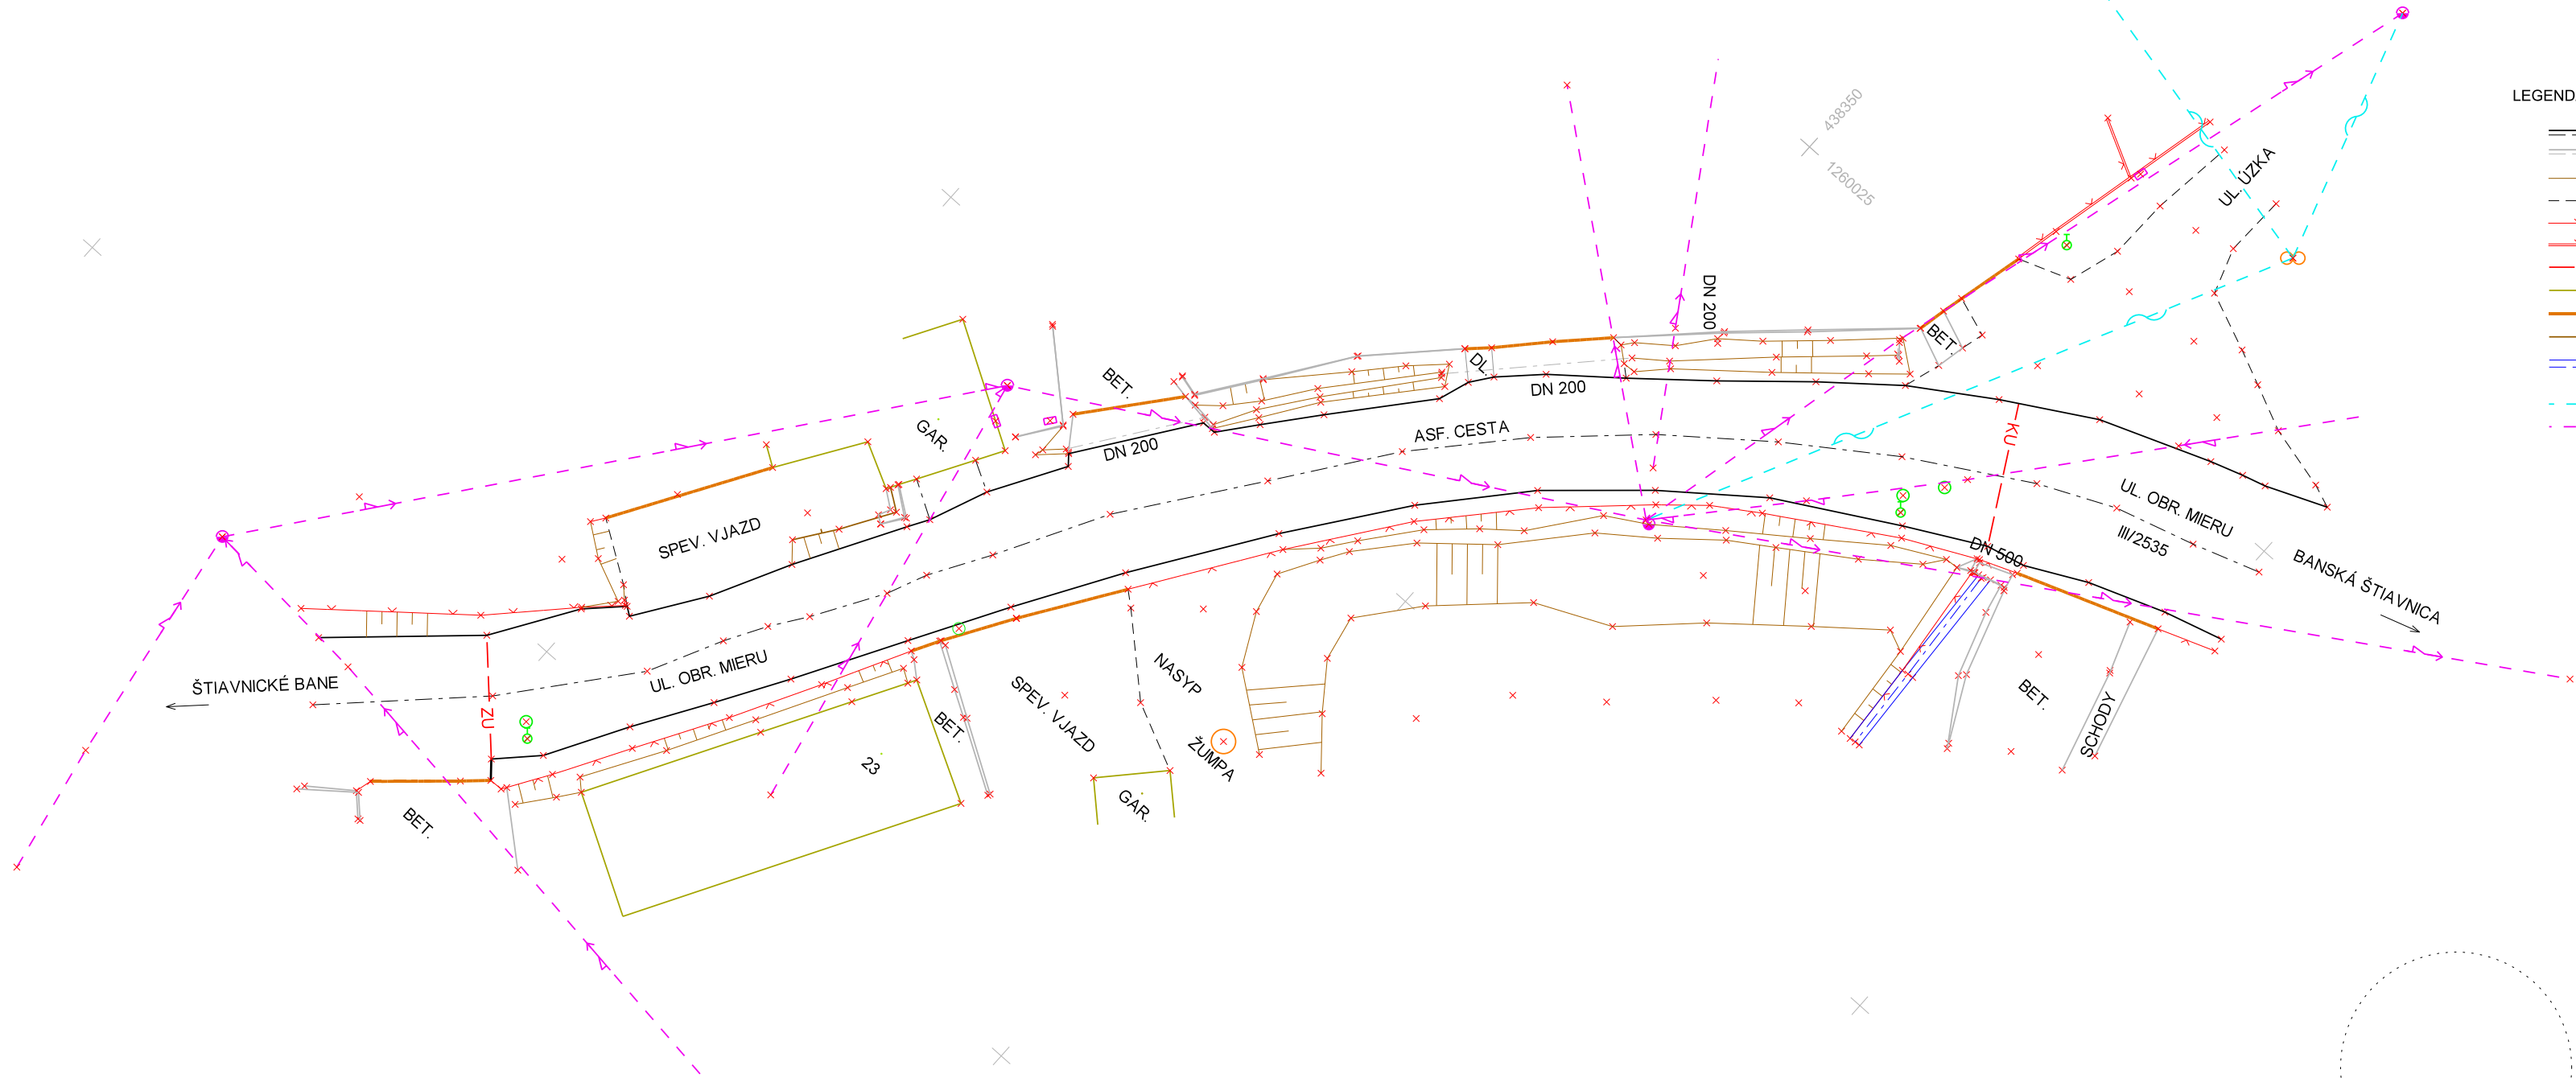 LEGEND
438350
1260025
UL. ÚZKA
DN 200
BET.
BET.
DL.
DN 200
GAR.
ASF. CESTA
KU
DN 200
UL. OBR. MIERU
III/2535
SPEV. VJAZD
DN 500
BANSKÁ ŠTIAVNICA
ŠTIAVNICKÉ BANE
UL. OBR. MIERU
NASYP
ZU
SPEV. VJAZD
BET.
BET.
SCHODY
ŽUMPA
23
GAR.
BET.